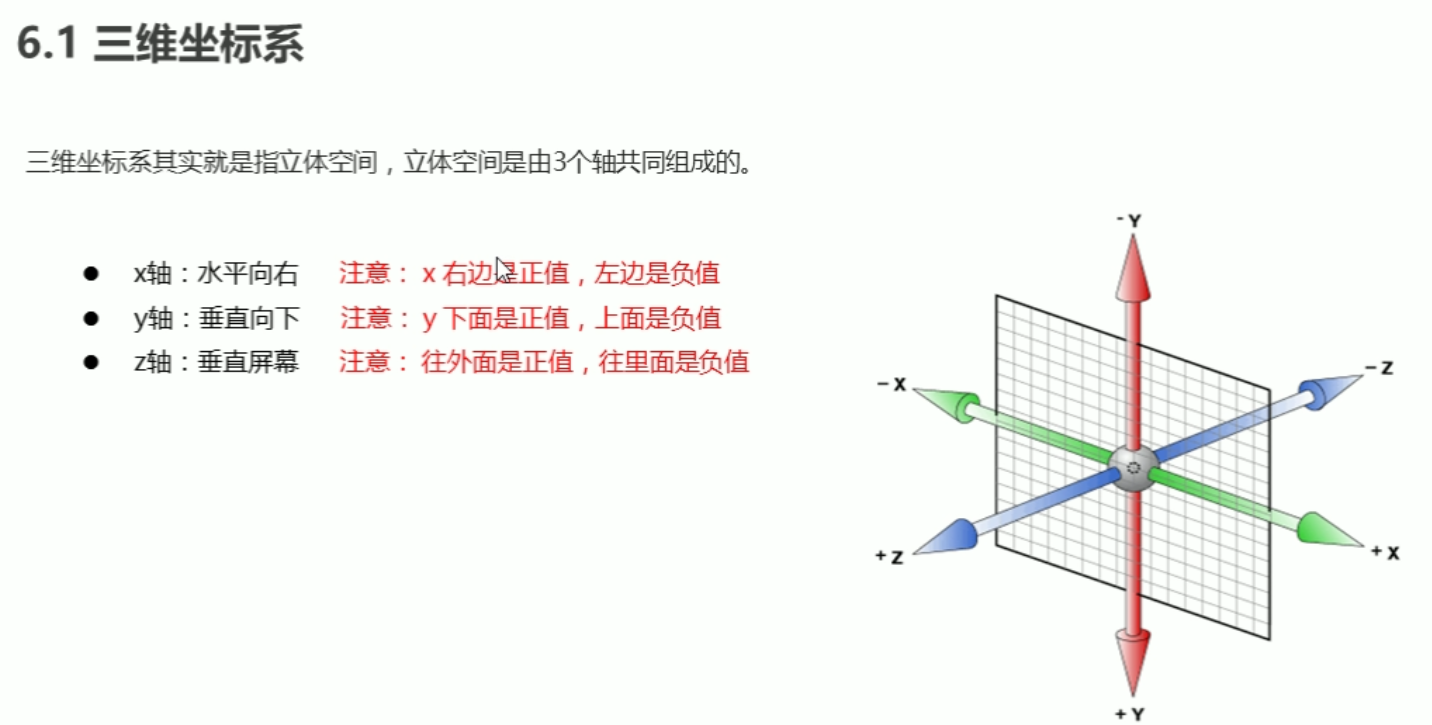 6.1 三维坐标系
三维坐标系其实就是指立体空间，立体空间是由3个轴共同组成的。
● x轴：水平向右 注意： x 右边是正值，左边是负值
● y轴：垂直向下 注意： y 下面是正值，上面是负值
● z轴：垂直屏幕 注意： 往外面是正值，往里面是负值
- Y
- Z
- X
+ Z
+ X
+ Y